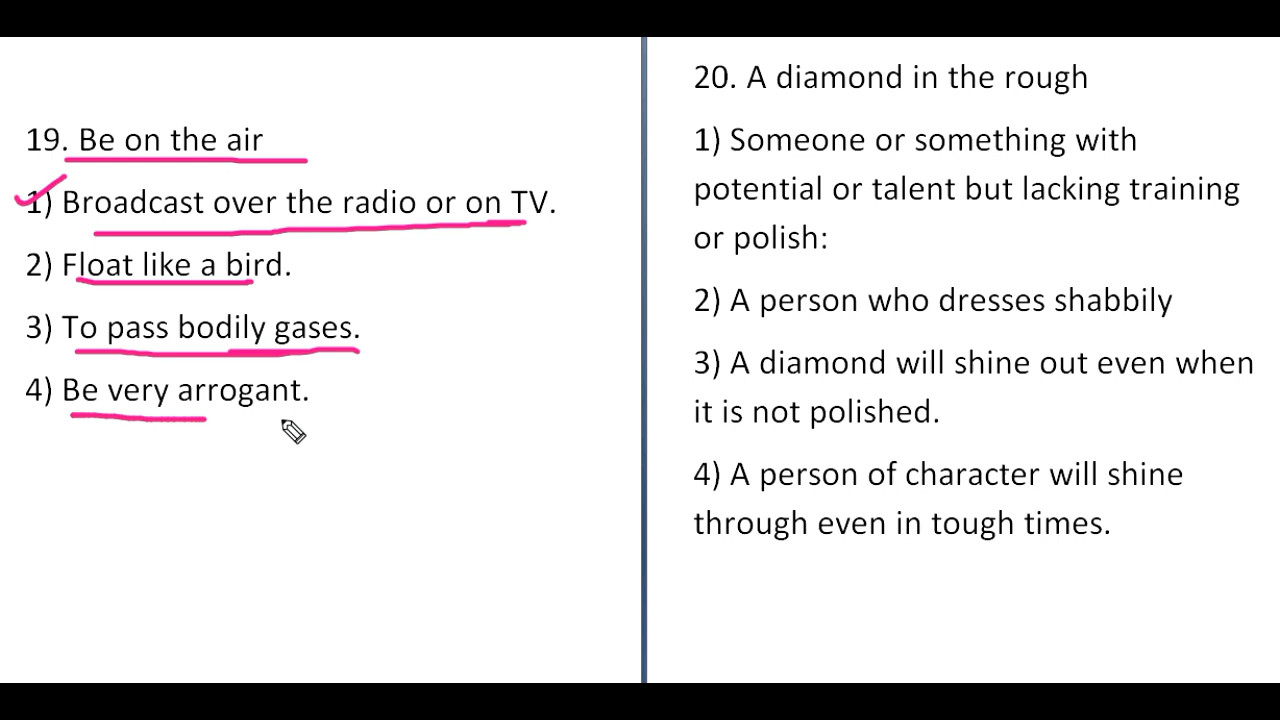 19. Be on the air
1) Broadcast over the radio or on TV.
2) Float like a bird.
3) To pass bodily gases.
4) Be very arrogant.
20. A diamond in the rough
1) Someone or something with
potential or talent but lacking training
or polish:
2) A person who dresses shabbily
3) A diamond will shine out even when
it is not polished.
4) A person of character will shine
through even in tough times.